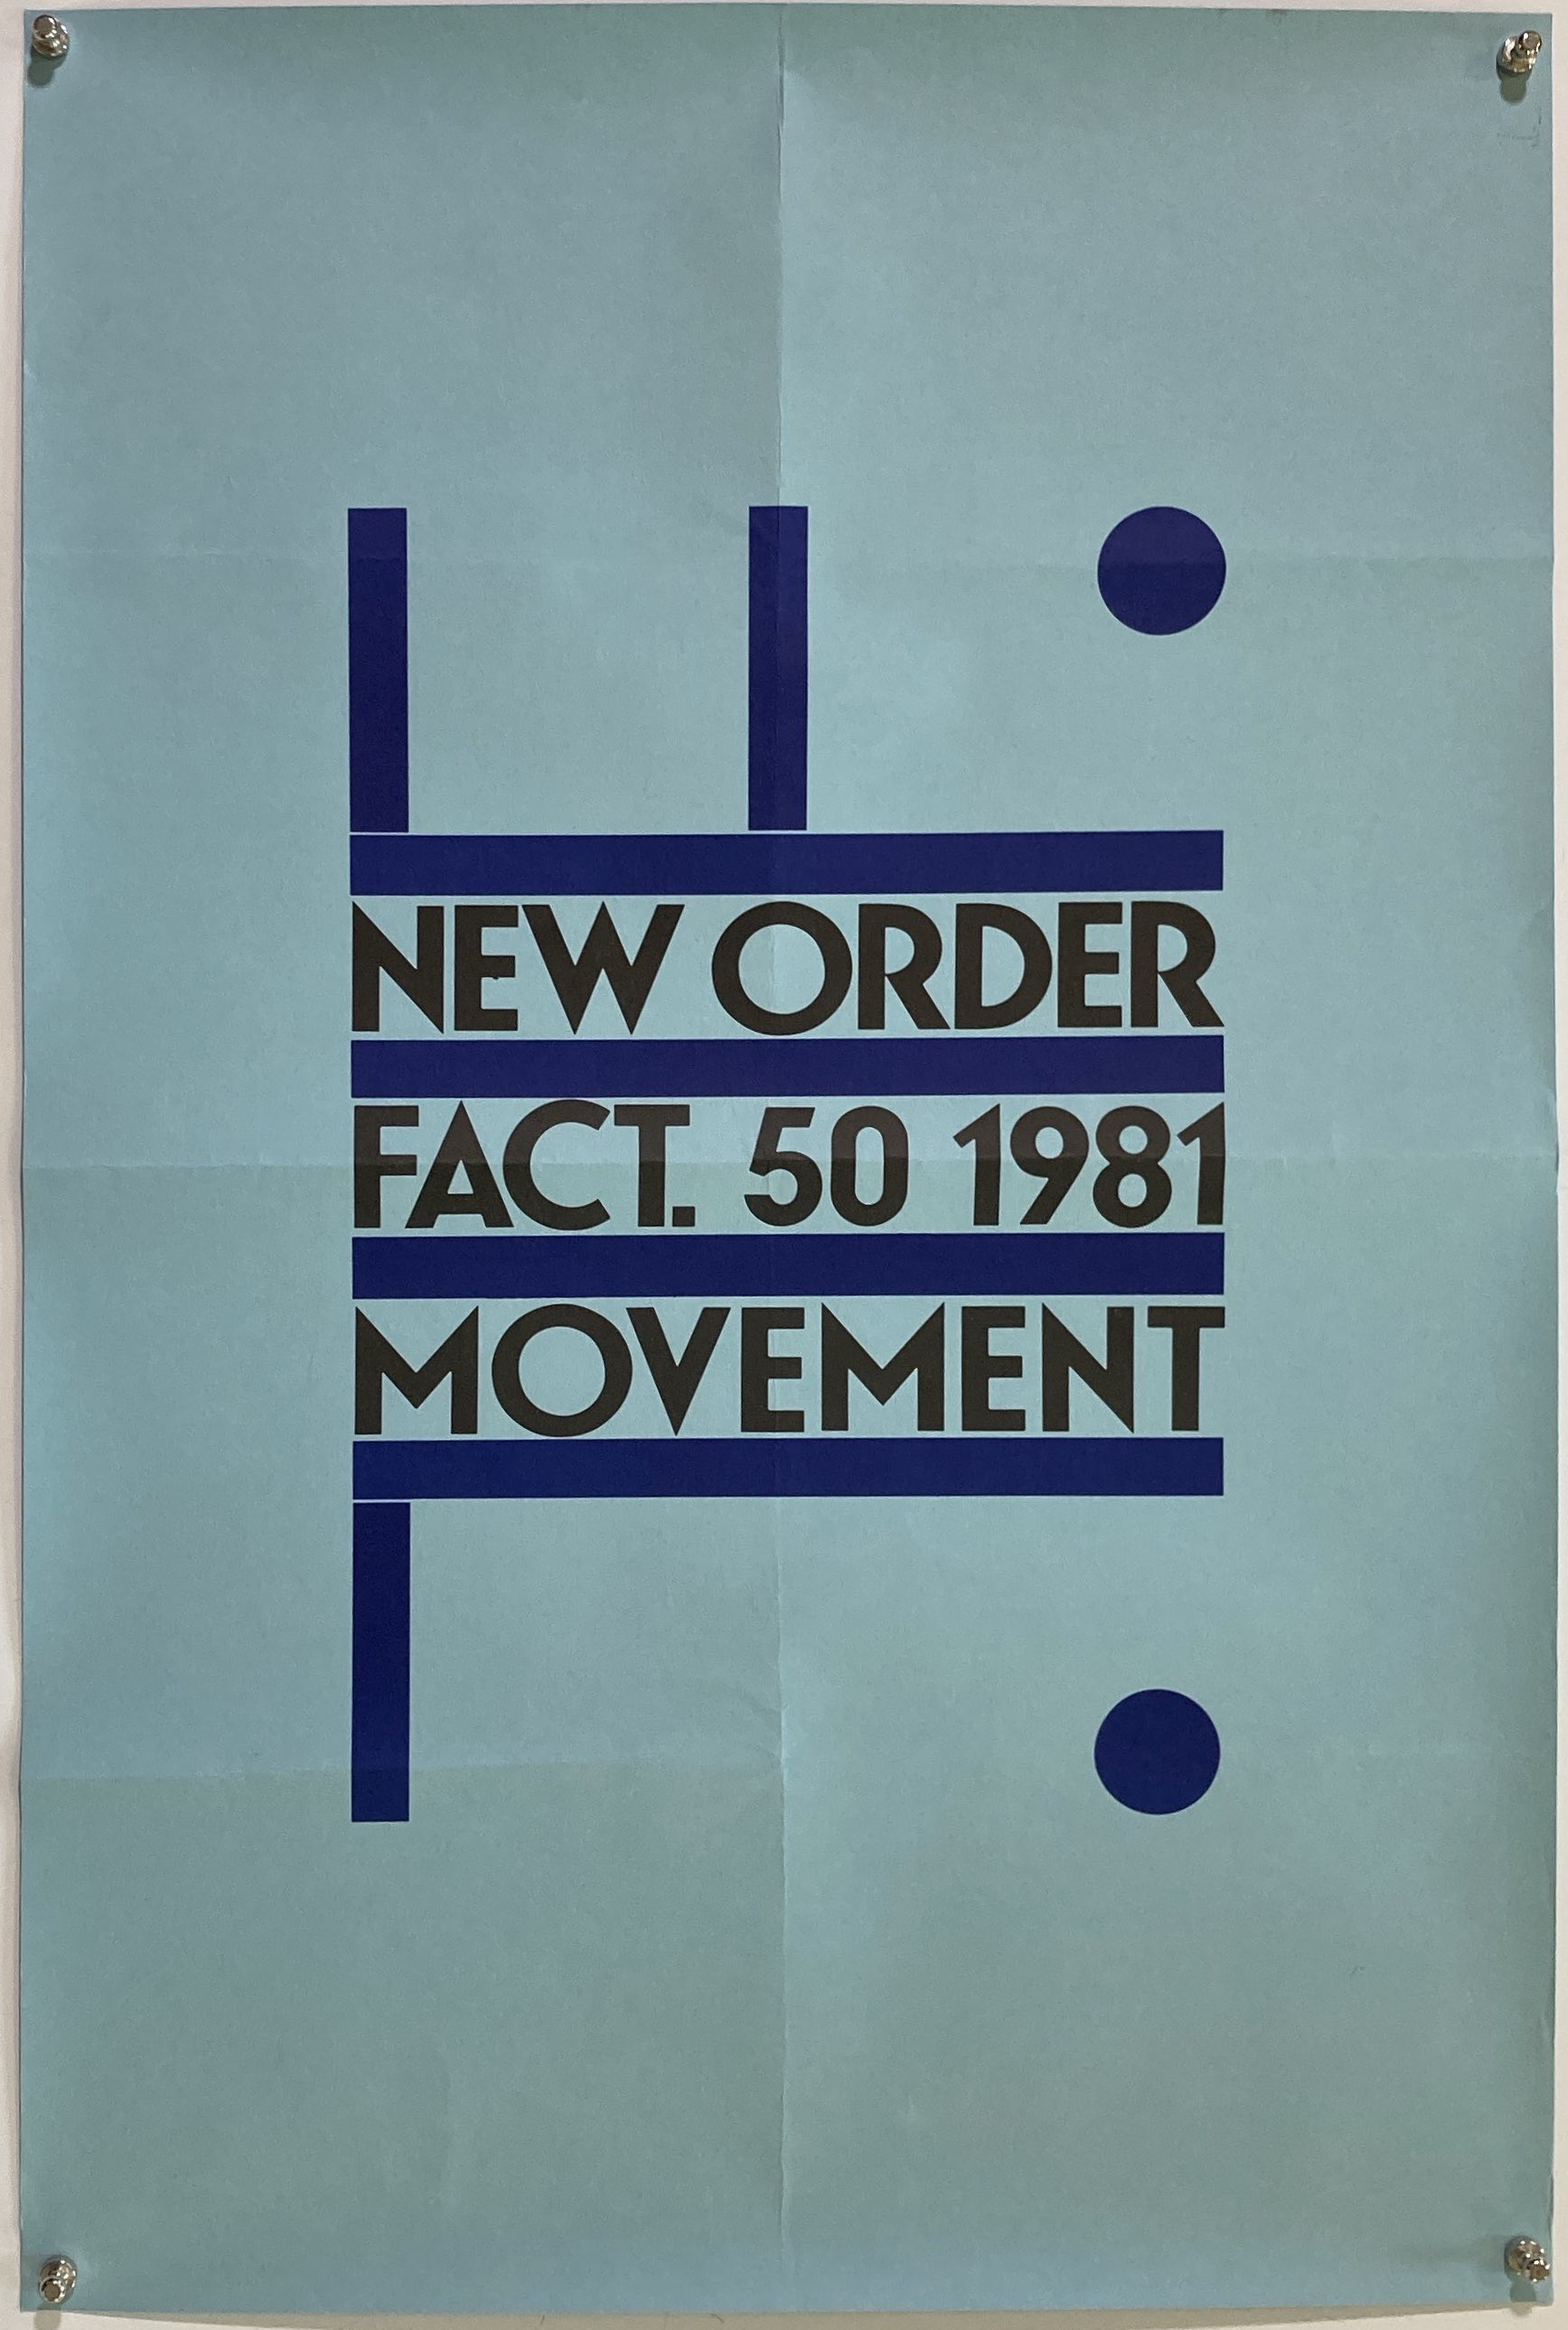 NEW ORDER
FACT. 50 1981
MOVEMENT